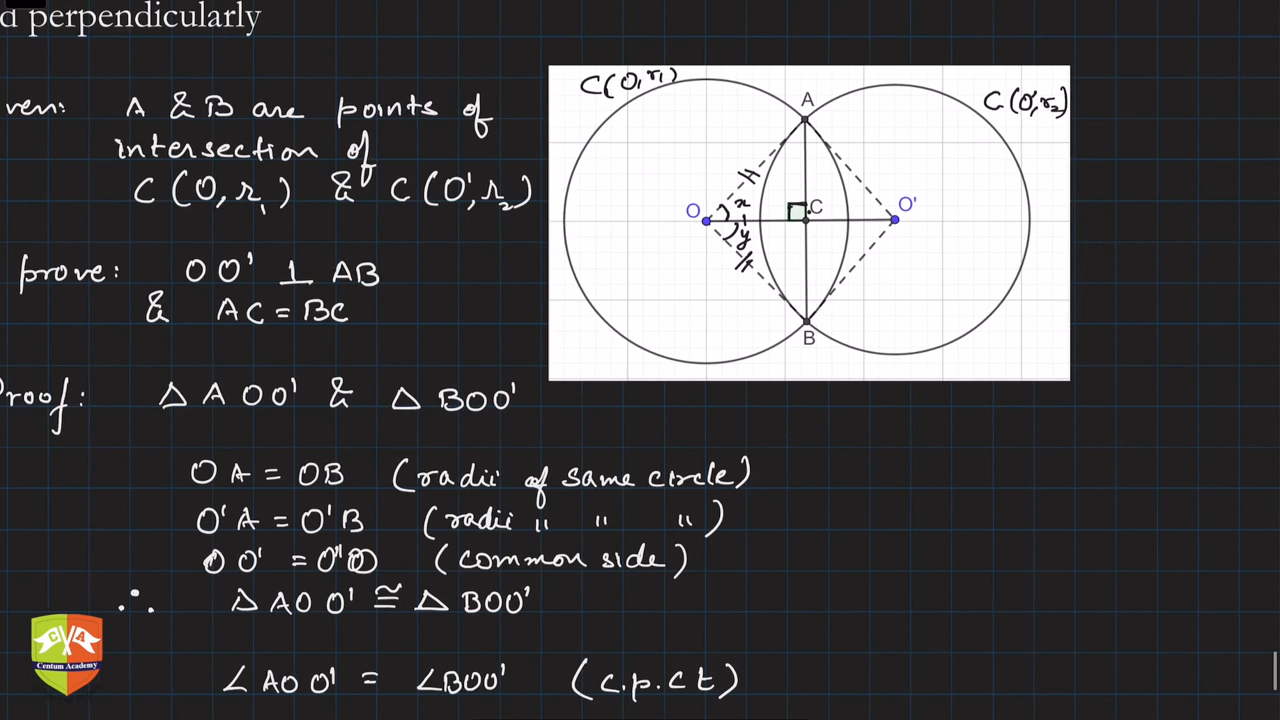 d perpendicularly
ven: A & B are points of
intersection of
C (O, r₁) & C (O', r₂)
prove: OO' ⊥ AB
& AC = BC
roof: △ AOO' & △ BOO'
OA = OB (radii of same circle)
O'A = O'B (radii " " ")
OO' = O'O (common side)
∴ △ AOO' ≅ △ BOO'
∠AOO' = ∠BOO' (c.p.c t)
C(O, r₁)
C(O', r₂)
A
O
x
y
C
O'
B
C A
Centum Academy